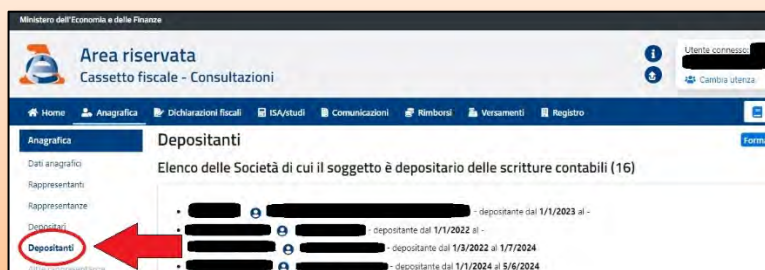 Ministero dell'Economia e delle Finanze
Area riservata
Cassetto fiscale - Consultazioni
Utente connesso:
Cambia utenza
Home Anagrafica Dichiarazioni fiscali ISA/studi Comunicazioni Rimborsi Versamenti Registro
Anagrafica
Dati anagrafici
Rappresentanti
Rappresentanze
Depositari
Depositanti
Depositanti
Elenco delle Società di cui il soggetto è depositario delle scritture contabili (16)
- depositante dal 1/1/2023 al -
- depositante dal 1/1/2022 al -
- depositante dal 1/3/2022 al 1/7/2024
- depositante dal 1/1/2024 al 5/6/2024